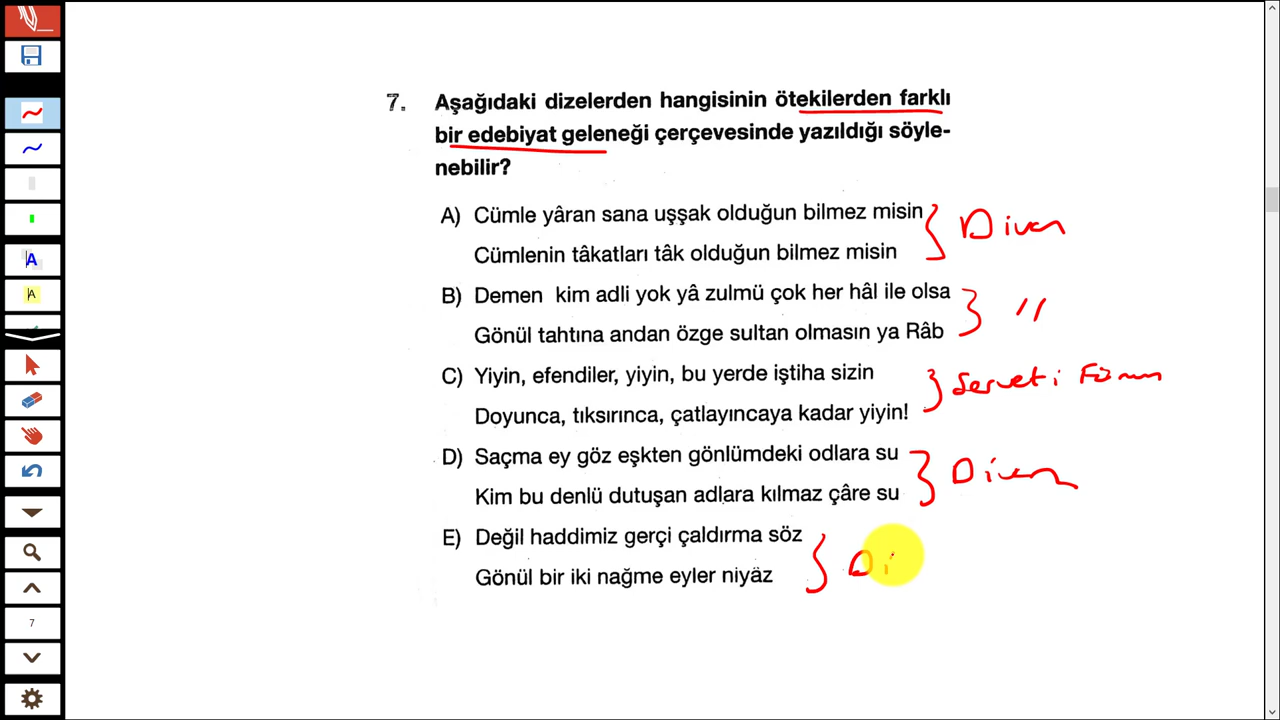 7. Aşağıdaki dizelerden hangisinin ötekilerden farklı
bir edebiyat geleneği çerçevesinde yazıldığı söyle-
nebilir?
A) Cümle yâran sana uşşak olduğun bilmez misin
Cümlenin tâkatları tâk olduğun bilmez misin
Divan
B) Demen kim adli yok yâ zulmü çok her hâl ile olsa
Gönül tahtına andan özge sultan olmasın ya Râb
"
C) Yiyin, efendiler, yiyin, bu yerde iştiha sizin
Doyunca, tıksırınca, çatlayıncaya kadar yiyin!
Serveti Fünun
D) Saçma ey göz eşkten gönlümdeki odlara su
Kim bu denlü dutuşan adlara kılmaz çâre su
Divan
E) Değil haddimiz gerçi çaldırma söz
Gönül bir iki nağme eyler niyäz
Di
A
A
7